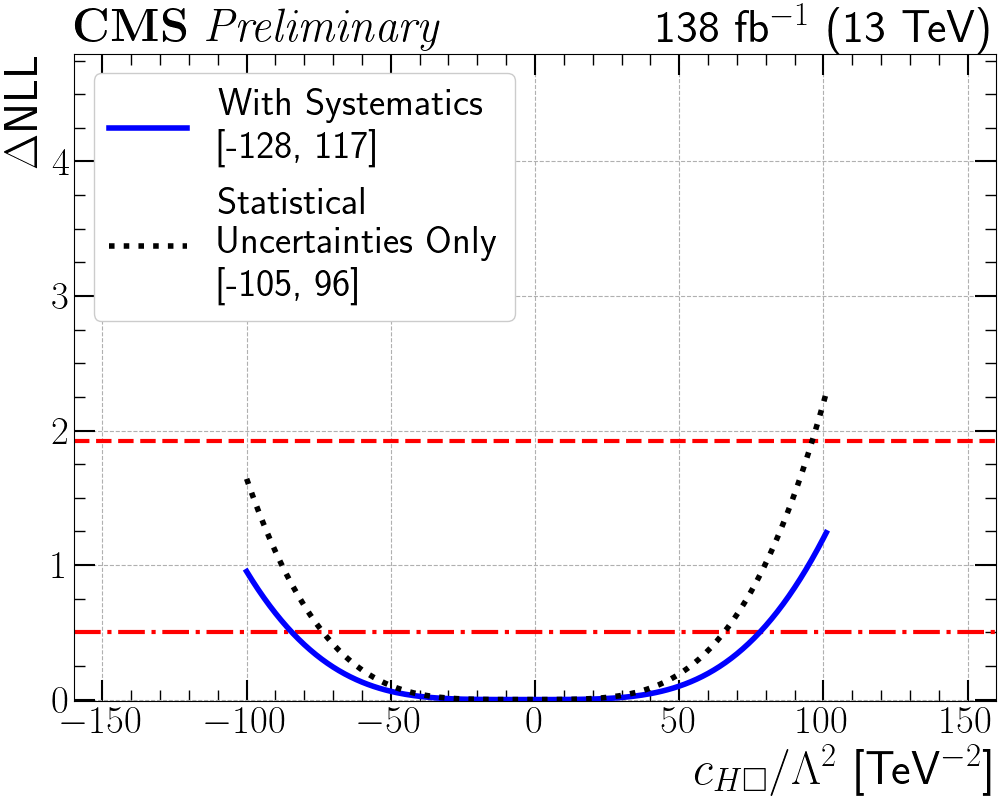 CMS Preliminary
138 fb⁻¹ (13 TeV)
ΔNLL
With Systematics
[-128, 117]
Statistical
Uncertainties Only
[-105, 96]
4
3
2
1
0
−150 −100 −50 0 50 100 150
c_{H□}/Λ² [TeV⁻²]